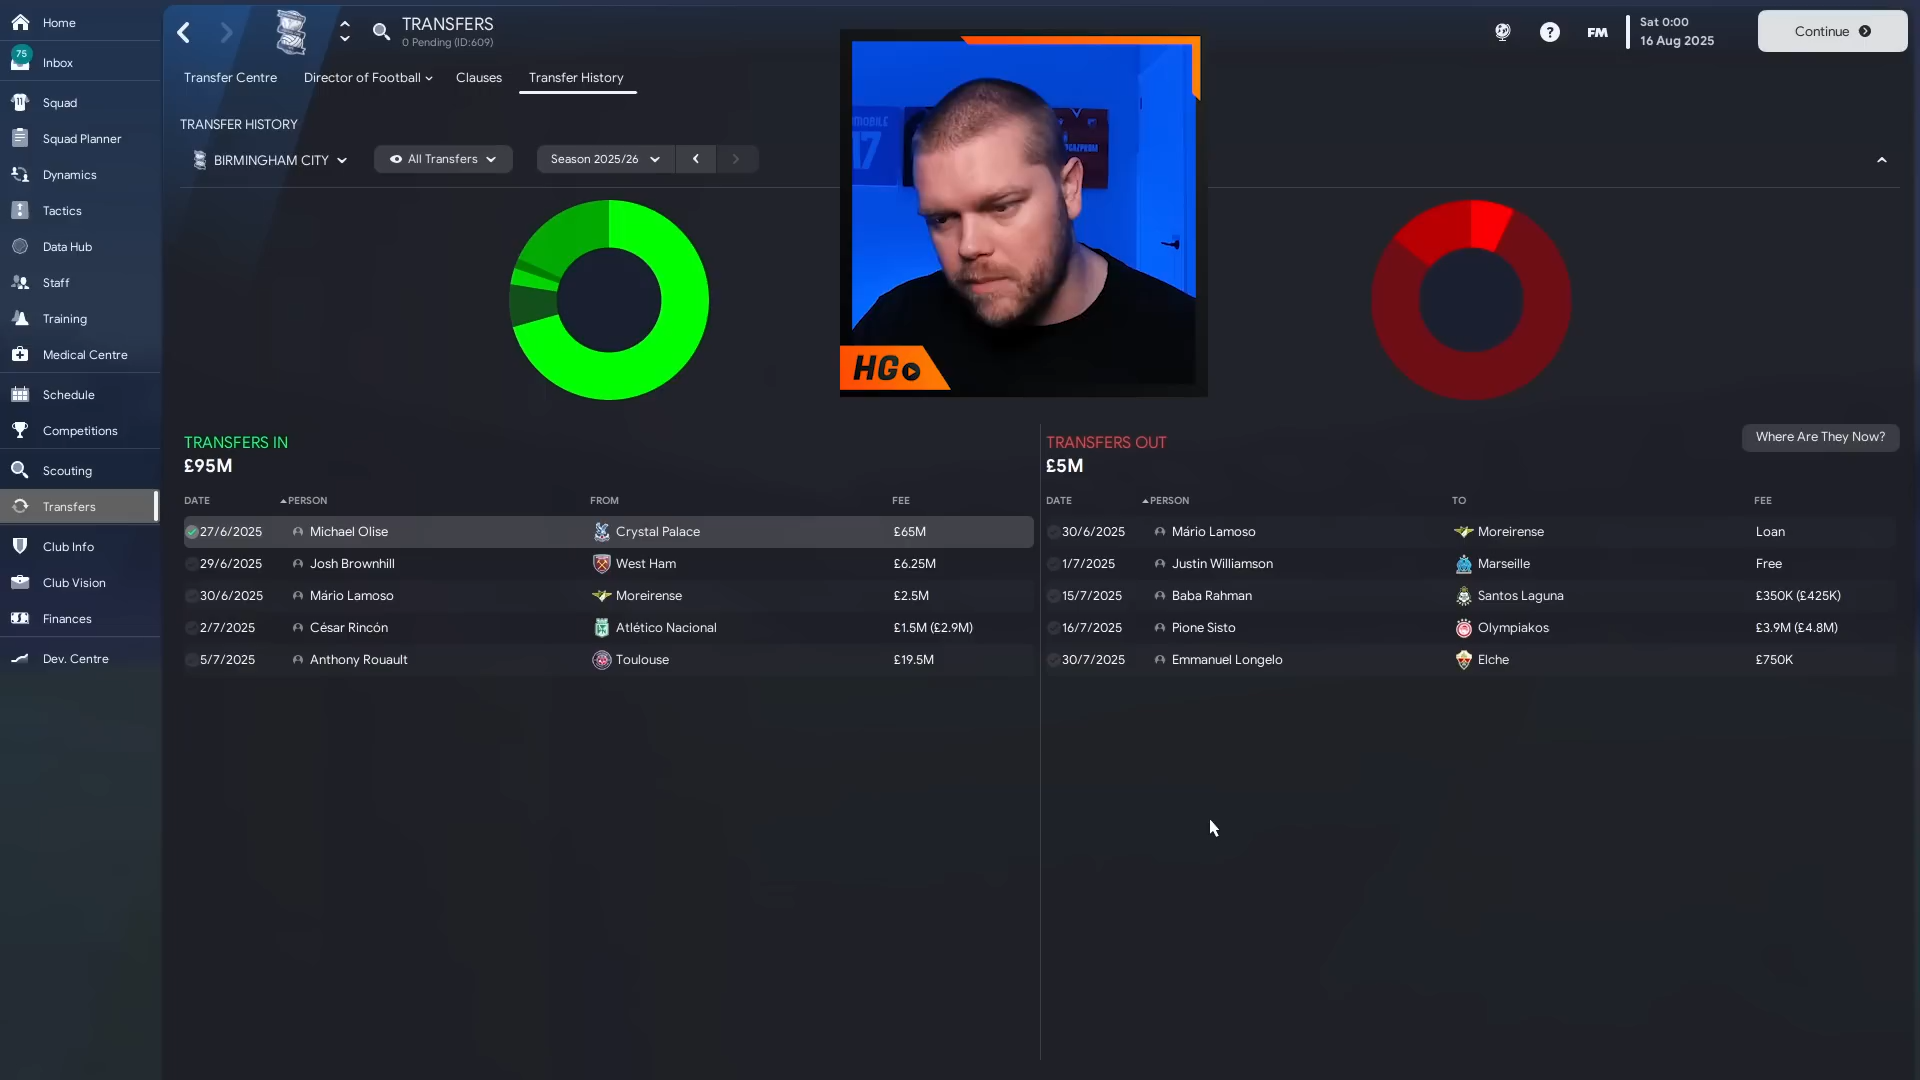 Home
75
Inbox
Squad
Squad Planner
Dynamics
Tactics
Data Hub
Staff
Training
Medical Centre
Schedule
Competitions
Scouting
Transfers
Club Info
Club Vision
Finances
Dev. Centre
TRANSFERS
0 Pending (ID:609)
FM
Sat 0:00
16 Aug 2025
Continue
Transfer Centre
Director of Football
Clauses
Transfer History
TRANSFER HISTORY
BIRMINGHAM CITY
All Transfers
Season 2025/26
17
HG
TRANSFERS IN
£95M
DATE PERSON FROM FEE
27/6/2025 Michael Olise Crystal Palace £65M
29/6/2025 Josh Brownhill West Ham £6.25M
30/6/2025 Mário Lamoso Moreirense £2.5M
2/7/2025 César Rincón Atlético Nacional £1.5M (£2.9M)
5/7/2025 Anthony Rouault Toulouse £19.5M
TRANSFERS OUT
£5M
Where Are They Now?
DATE PERSON TO FEE
30/6/2025 Mário Lamoso Moreirense Loan
1/7/2025 Justin Williamson Marseille Free
15/7/2025 Baba Rahman Santos Laguna £350K (£425K)
16/7/2025 Pione Sisto Olympiakos £3.9M (£4.8M)
30/7/2025 Emmanuel Longelo Elche £750K